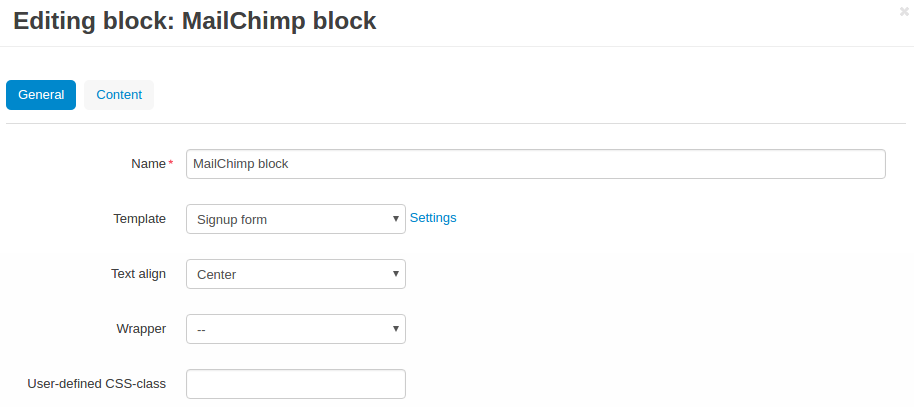 Editing block: MailChimp block
General Content
Name* MailChimp block
Template Signup form Settings
Text align Center
Wrapper --
User-defined CSS-class